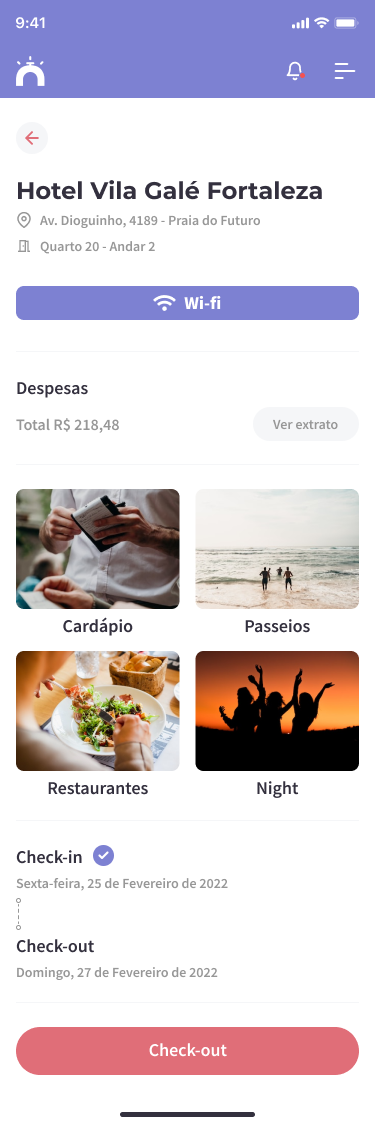 9:41
Hotel Vila Galé Fortaleza
Av. Dioguinho, 4189 - Praia do Futuro
Quarto 20 - Andar 2
Wi-fi
Despesas
Total R$ 218,48
Ver extrato
Cardápio
Passeios
Restaurantes
Night
Check-in
Sexta-feira, 25 de Fevereiro de 2022
Check-out
Domingo, 27 de Fevereiro de 2022
Check-out